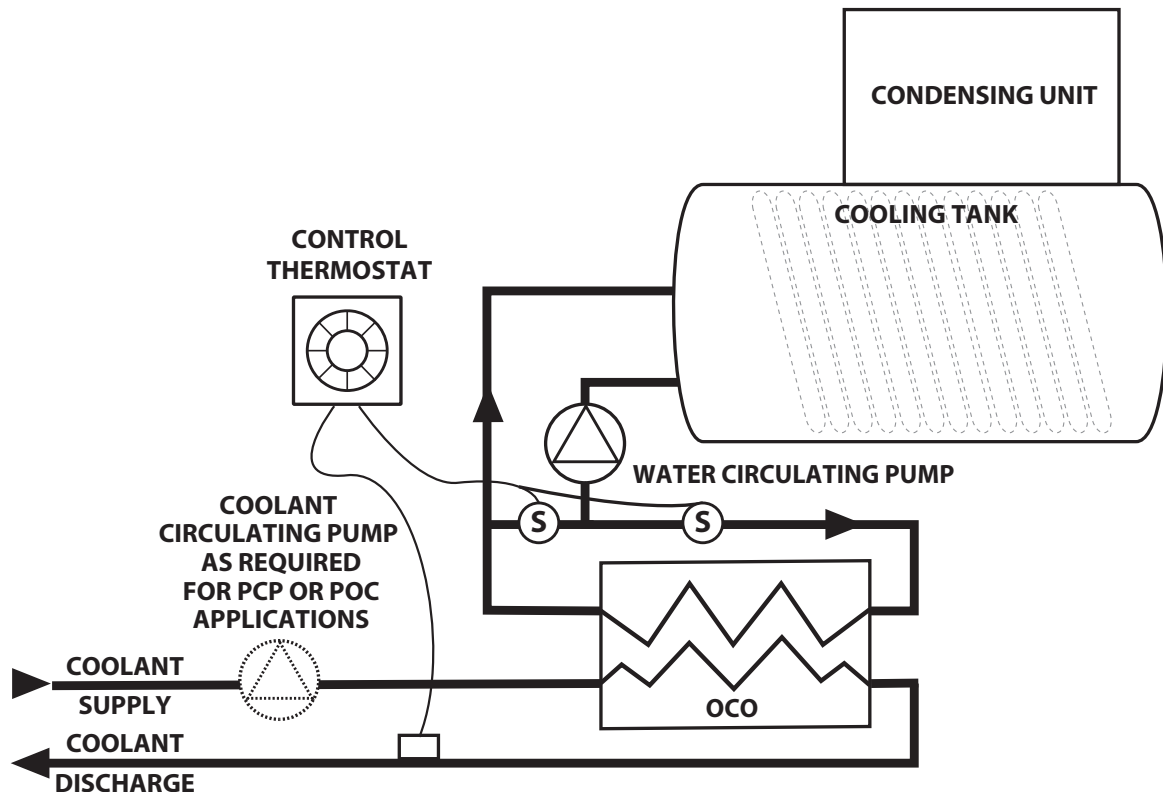 CONDENSING UNIT
COOLING TANK
CONTROL
THERMOSTAT
WATER CIRCULATING PUMP
COOLANT
CIRCULATING PUMP
AS REQUIRED
FOR PCP OR POC
APPLICATIONS
S
S
COOLANT
SUPPLY
OCO
COOLANT
DISCHARGE